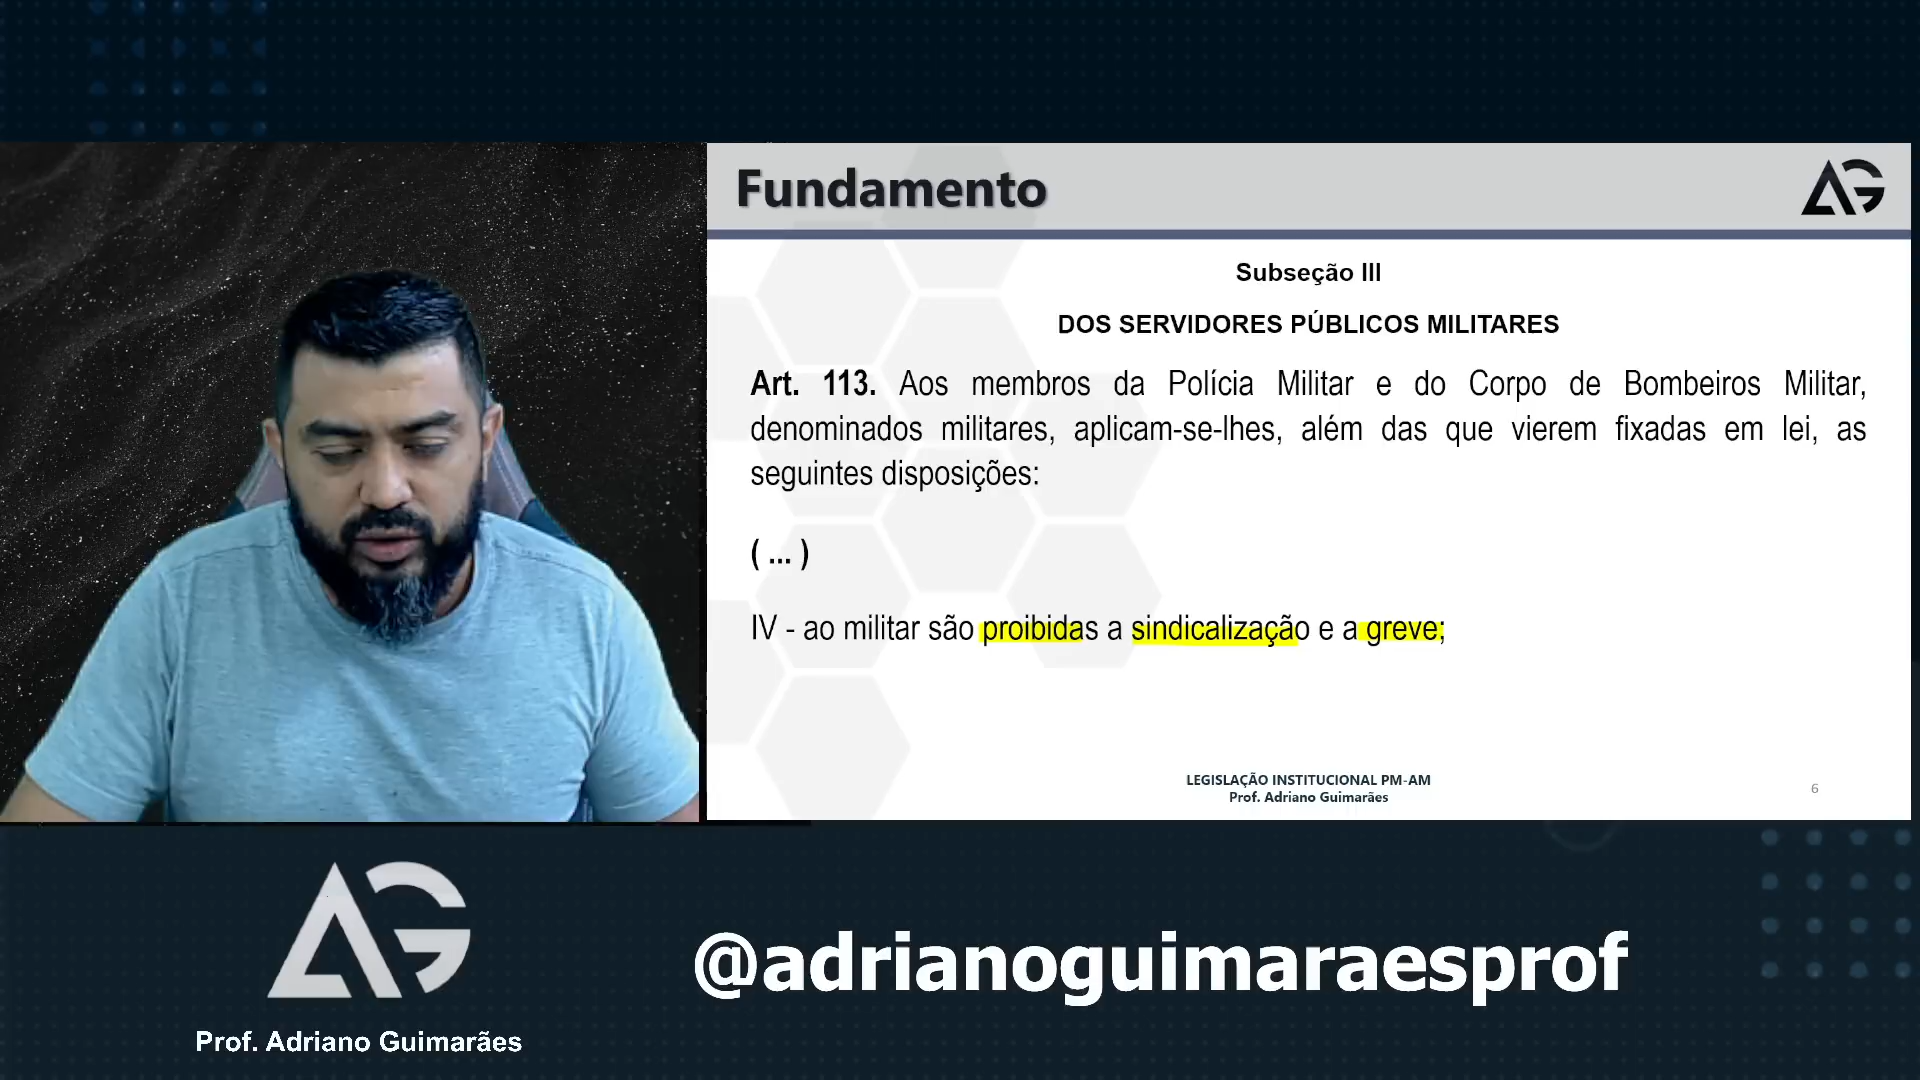 Fundamento
AG
Subseção III
DOS SERVIDORES PÚBLICOS MILITARES
Art. 113. Aos membros da Polícia Militar e do Corpo de Bombeiros Militar,
denominados militares, aplicam-se-lhes, além das que vierem fixadas em lei, as
seguintes disposições:
( ... )
IV - ao militar são proibidas a sindicalização e a greve;
LEGISLAÇÃO INSTITUCIONAL PM-AM
Prof. Adriano Guimarães
6
AG
Prof. Adriano Guimarães
@adrianoguimaraesprof